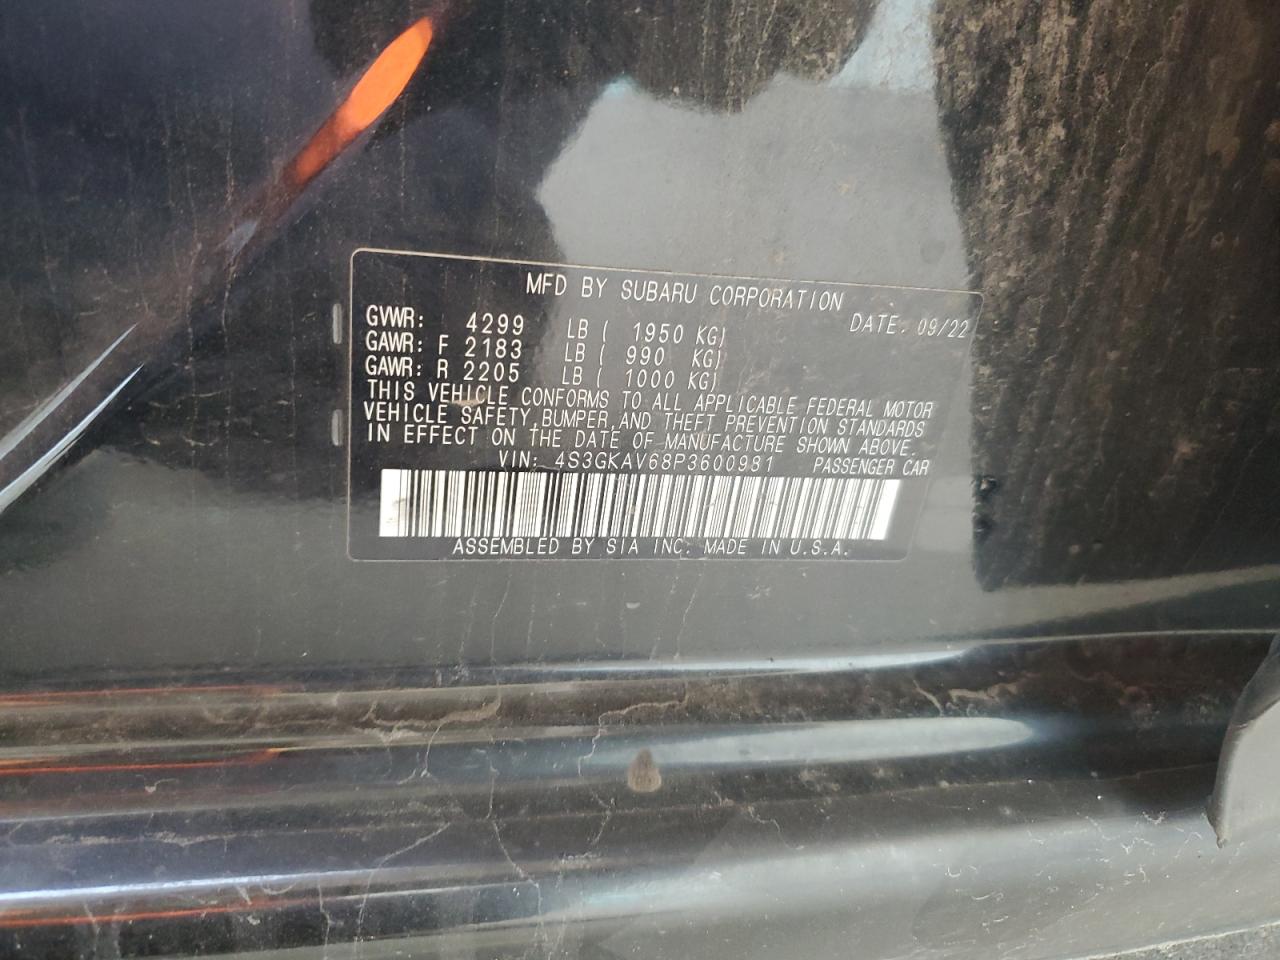 MFD BY SUBARU CORPORATION
GVWR: 4299 LB ( 1950 KG) DATE: 09/22
GAWR: F 2183 LB ( 990 KG)
GAWR: R 2205 LB ( 1000 KG)
THIS VEHICLE CONFORMS TO ALL APPLICABLE FEDERAL MOTOR
VEHICLE SAFETY,BUMPER,AND THEFT PREVENTION STANDARDS
IN EFFECT ON THE DATE OF MANUFACTURE SHOWN ABOVE.
VIN: 4S3GKAV68P3600981 PASSENGER CAR
ASSEMBLED BY SIA INC. MADE IN U.S.A.